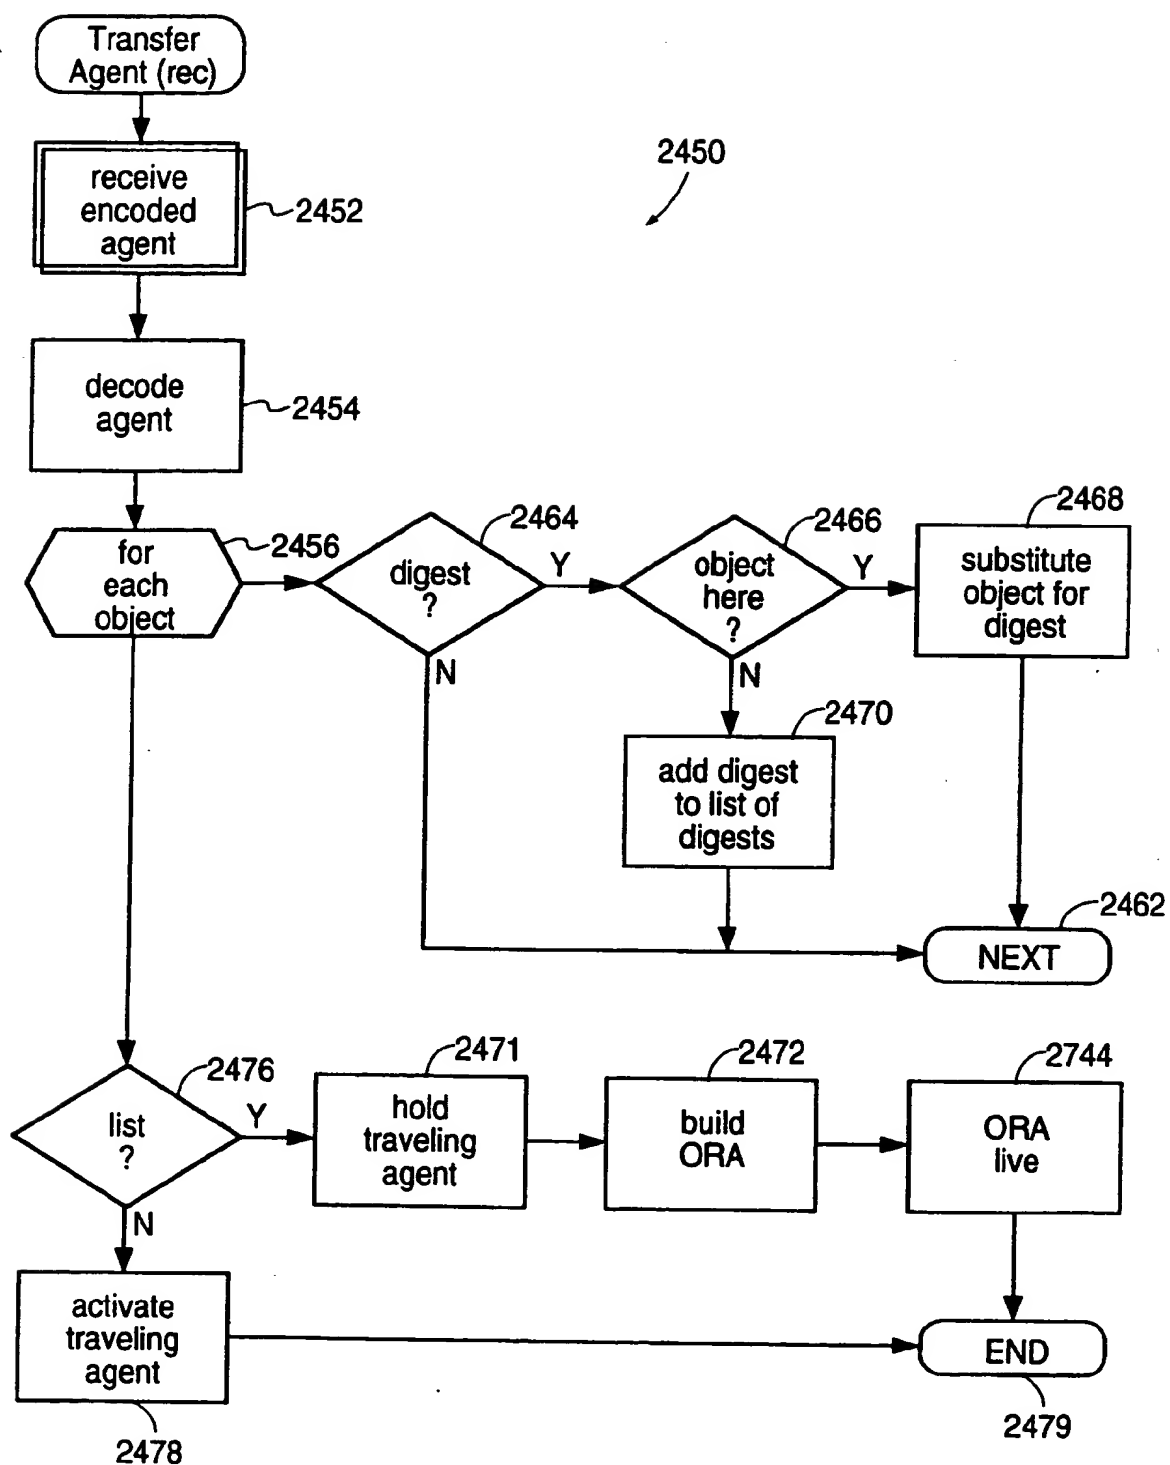 Transfer
Agent (rec)
2450
receive
encoded
agent
2452
decode
agent
2454
for
each
object
2456
digest
?
2464
Y
N
object
here
?
2466
Y
N
substitute
object for
digest
2468
add digest
to list of
digests
2470
NEXT
2462
list
?
2476
Y
N
hold
traveling
agent
2471
build
ORA
2472
ORA
live
2744
activate
traveling
agent
2478
END
2479